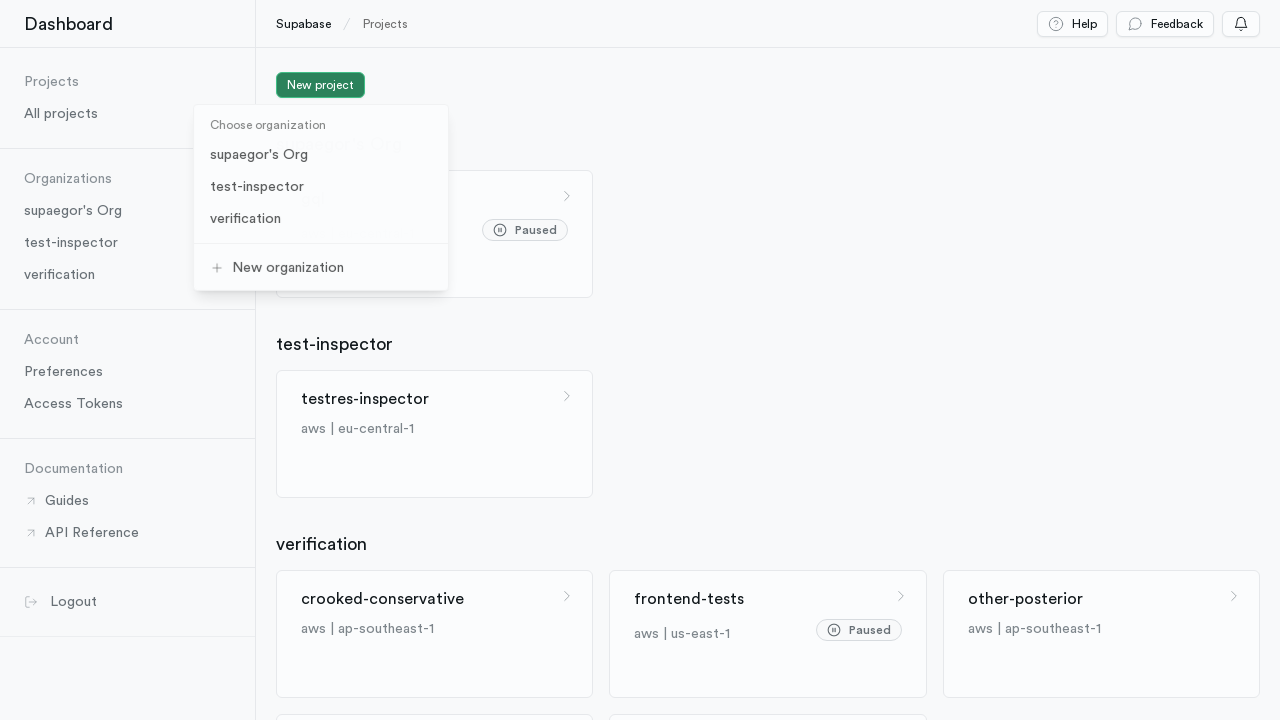 Dashboard
Supabase / Projects
Help
Feedback
Projects
All projects
Organizations
supaegor's Org
test-inspector
verification
Account
Preferences
Access Tokens
Documentation
Guides
API Reference
Logout
New project
Choose organization
supaegor's Org
test-inspector
verification
New organization
Paused
test-inspector
testres-inspector
aws | eu-central-1
verification
crooked-conservative
aws | ap-southeast-1
frontend-tests
aws | us-east-1
Paused
other-posterior
aws | ap-southeast-1